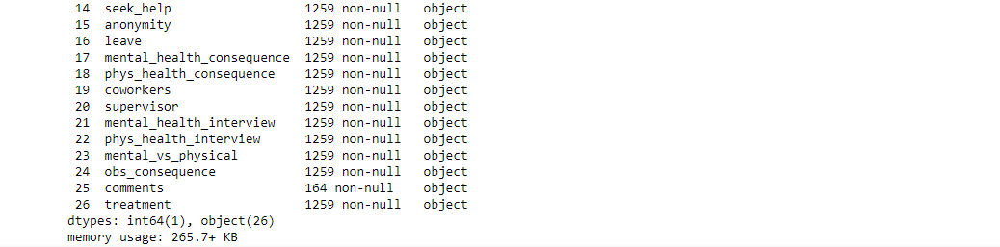 14  seek_help                  1259 non-null   object
15  anonymity                  1259 non-null   object
16  leave                      1259 non-null   object
17  mental_health_consequence  1259 non-null   object
18  phys_health_consequence    1259 non-null   object
19  coworkers                  1259 non-null   object
20  supervisor                 1259 non-null   object
21  mental_health_interview    1259 non-null   object
22  phys_health_interview      1259 non-null   object
23  mental_vs_physical         1259 non-null   object
24  obs_consequence            1259 non-null   object
25  comments                   164 non-null    object
26  treatment                  1259 non-null   object
dtypes: int64(1), object(26)
memory usage: 265.7+ KB